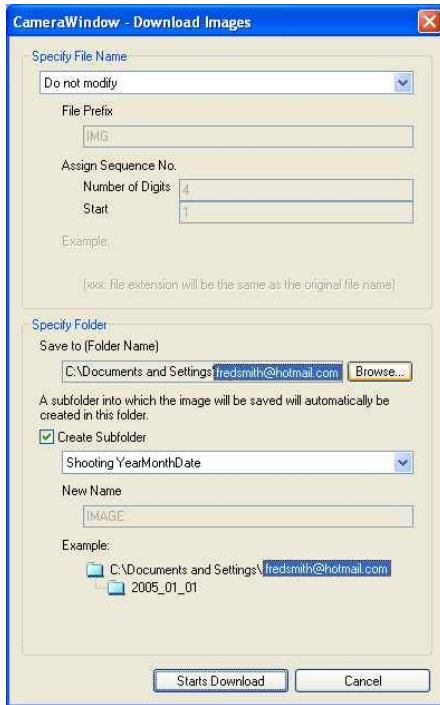 CameraWindow - Download Images
Specify File Name
Do not modify
File Prefix
IMG
Assign Sequence No.
Number of Digits 4
Start 1
Example:
(xxx: file extension will be the same as the original file name)
Specify Folder
Save to (Folder Name)
C:\Documents and Settings\fredsmith@hotmail.com Browse...
A subfolder into which the image will be saved will automatically be
created in this folder.
Create Subfolder
Shooting YearMonthDate
New Name
IMAGE
Example:
C:\Documents and Settings\fredsmith@hotmail.com
2005_01_01
Starts Download Cancel